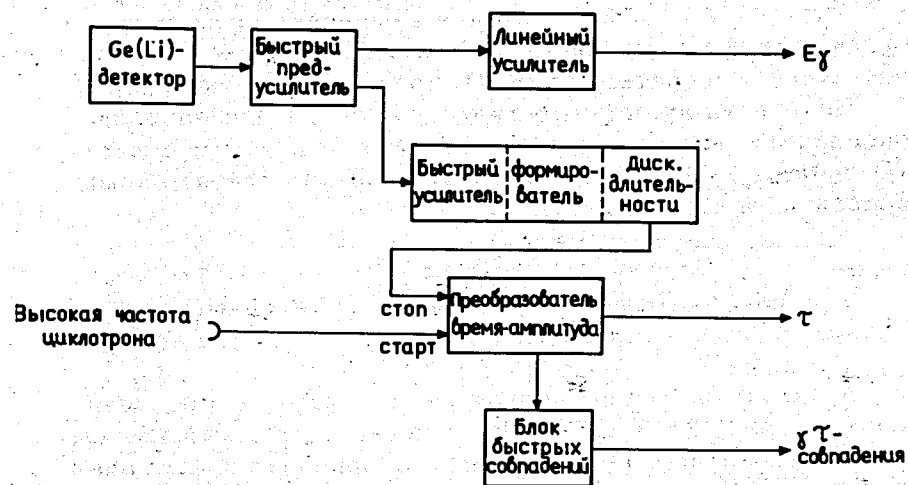 Ge(Li)-
детектор
Быстрый
пред-
усилитель
Линейный
усилитель
Eγ
Быстрый
усилитель
формиро-
ватель
Диск.
длитель-
ности
стоп
Преобразователь
время-амплитуда
τ
Высокая частота
циклотрона
старт
Блок
быстрых
совпадений
γ τ-
совпадения